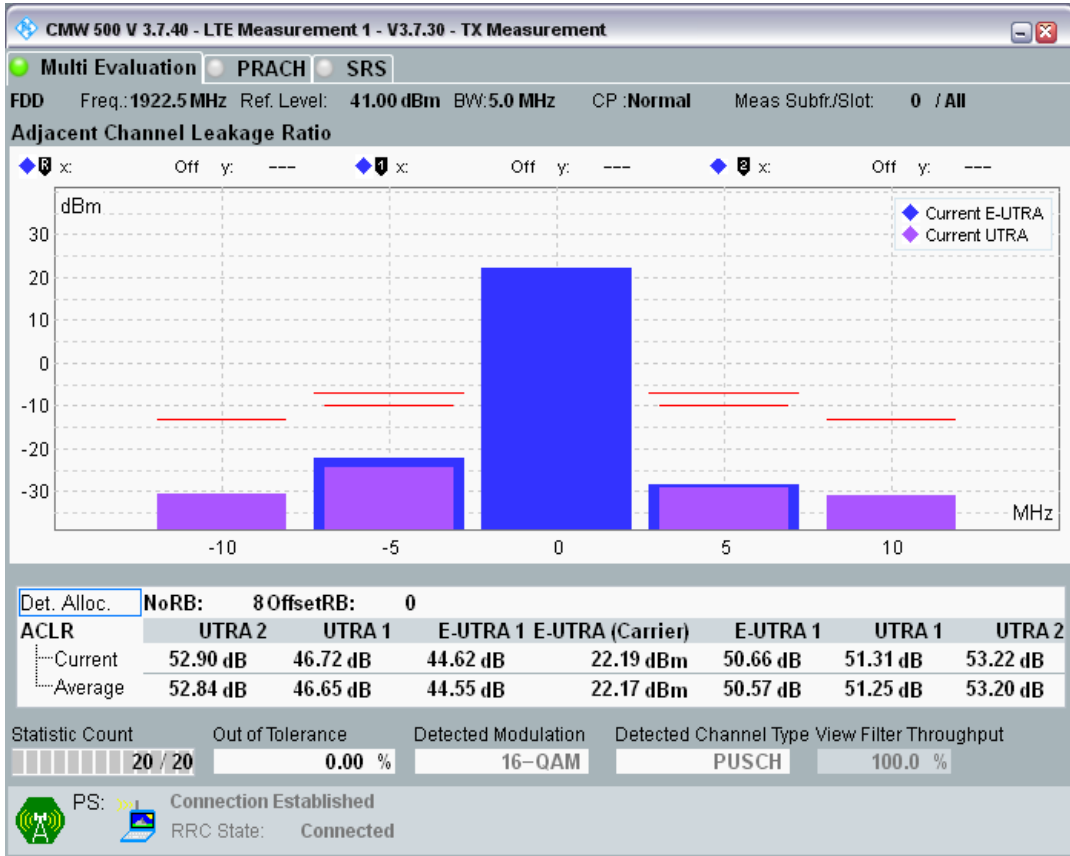 CMW 500 V 3.7.40 - LTE Measurement 1 - V3.7.30 - TX Measurement
Multi Evaluation PRACH SRS
FDD Freq.: 1922.5 MHz Ref. Level: 41.00 dBm BW: 5.0 MHz CP : Normal Meas Subfr./Slot: 0 / All
Adjacent Channel Leakage Ratio
R x: Off y: --- 1 x: Off y: --- 2 x: Off y: ---
dBm
Current E-UTRA
Current UTRA
30
20
10
0
-10
-20
-30
MHz
-10 -5 0 5 10
Det. Alloc. NoRB: 8 OffsetRB: 0
ACLR UTRA 2 UTRA 1 E-UTRA 1 E-UTRA (Carrier) E-UTRA 1 UTRA 1 UTRA 2
Current 52.90 dB 46.72 dB 44.62 dB 22.19 dBm 50.66 dB 51.31 dB 53.22 dB
Average 52.84 dB 46.65 dB 44.55 dB 22.17 dBm 50.57 dB 51.25 dB 53.20 dB
Statistic Count Out of Tolerance Detected Modulation Detected Channel Type View Filter Throughput
20 / 20 0.00 % 16-QAM PUSCH 100.0 %
PS: Connection Established
RRC State: Connected